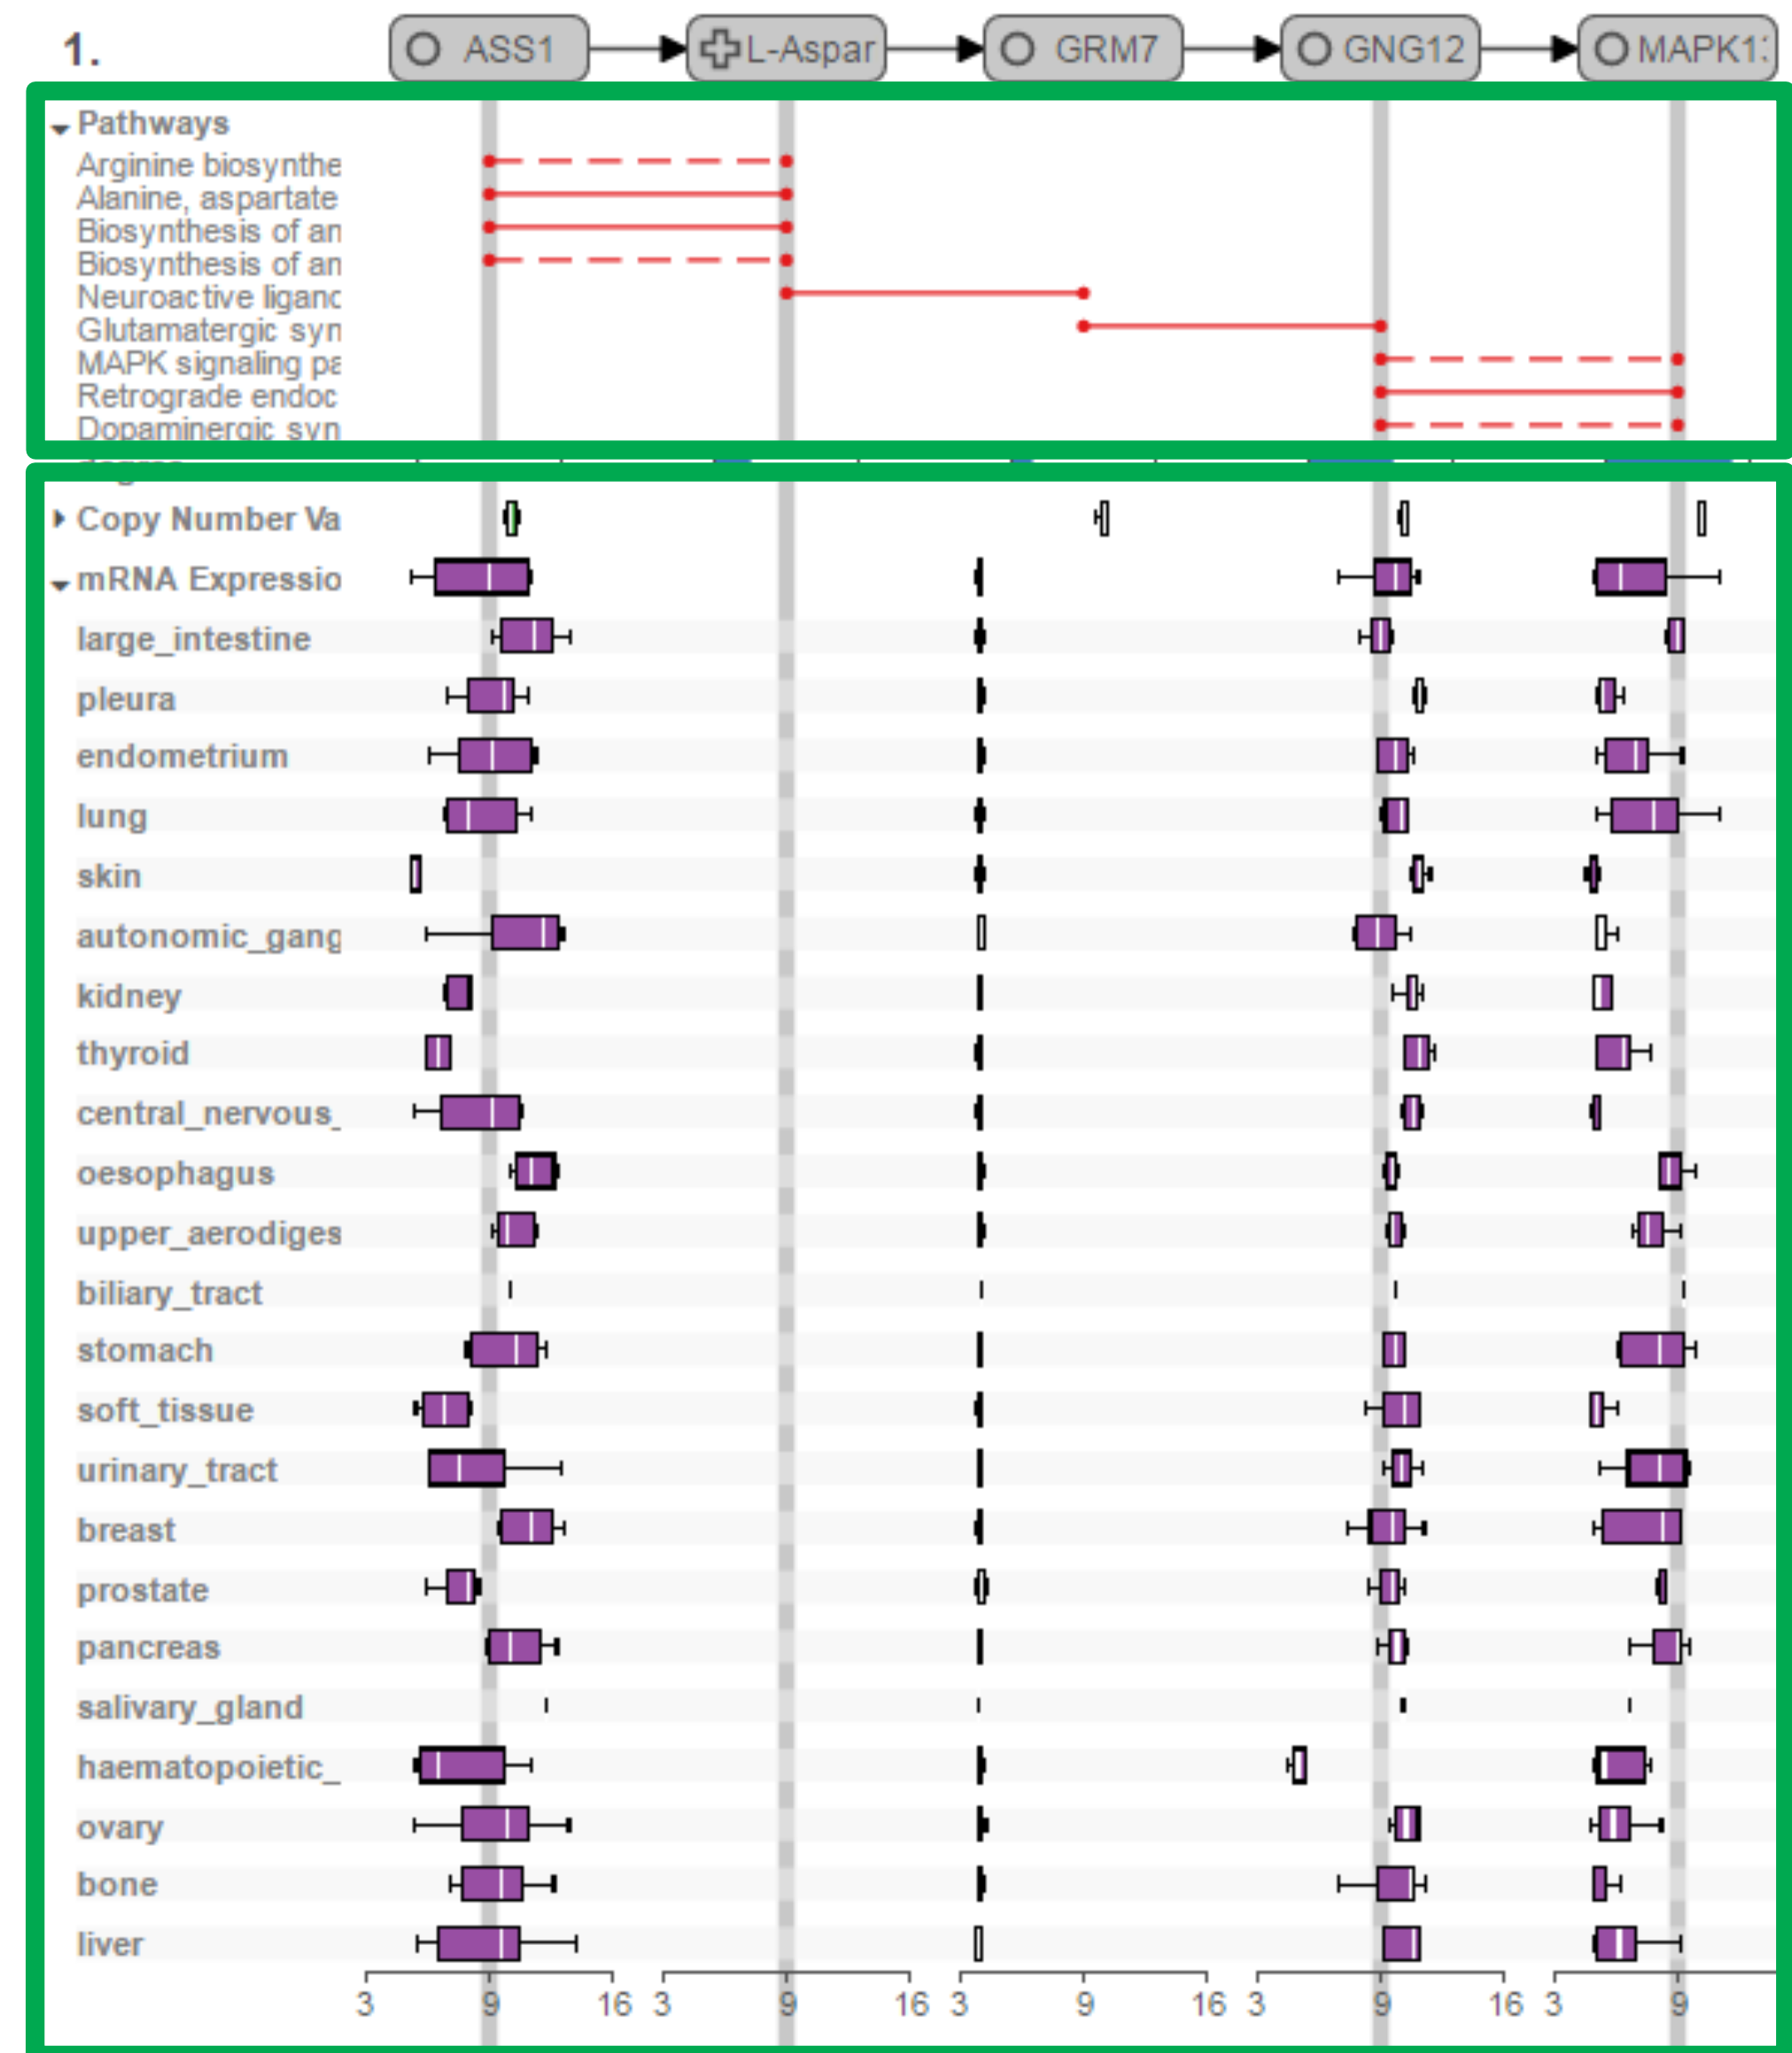 1. ASS1 L-Aspar GRM7 GNG12 MAPK1
Pathways
Arginine biosynthe
Alanine, aspartate
Biosynthesis of an
Biosynthesis of an
Neuroactive liganc
Glutamatergic syn
MAPK signaling pa
Retrograde endoc
Dopaminergic syn
Copy Number Va
mRNA Expressio
large_intestine
pleura
endometrium
lung
skin
autonomic_gang
kidney
thyroid
central_nervous_
oesophagus
upper_aerodiges
biliary_tract
stomach
soft_tissue
urinary_tract
breast
prostate
pancreas
salivary_gland
haematopoietic_
ovary
bone
liver
3 9 16 3 9 16 3 9 16 3 9 16 3 9